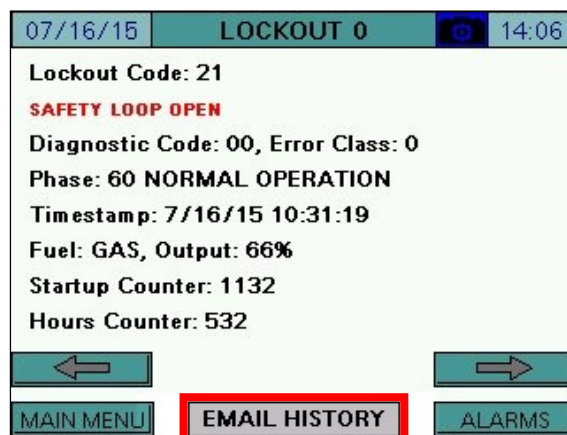 07/16/15 LOCKOUT 0 14:06
Lockout Code: 21
SAFETY LOOP OPEN
Diagnostic Code: 00, Error Class: 0
Phase: 60 NORMAL OPERATION
Timestamp: 7/16/15 10:31:19
Fuel: GAS, Output: 66%
Startup Counter: 1132
Hours Counter: 532
MAIN MENU EMAIL HISTORY ALARMS